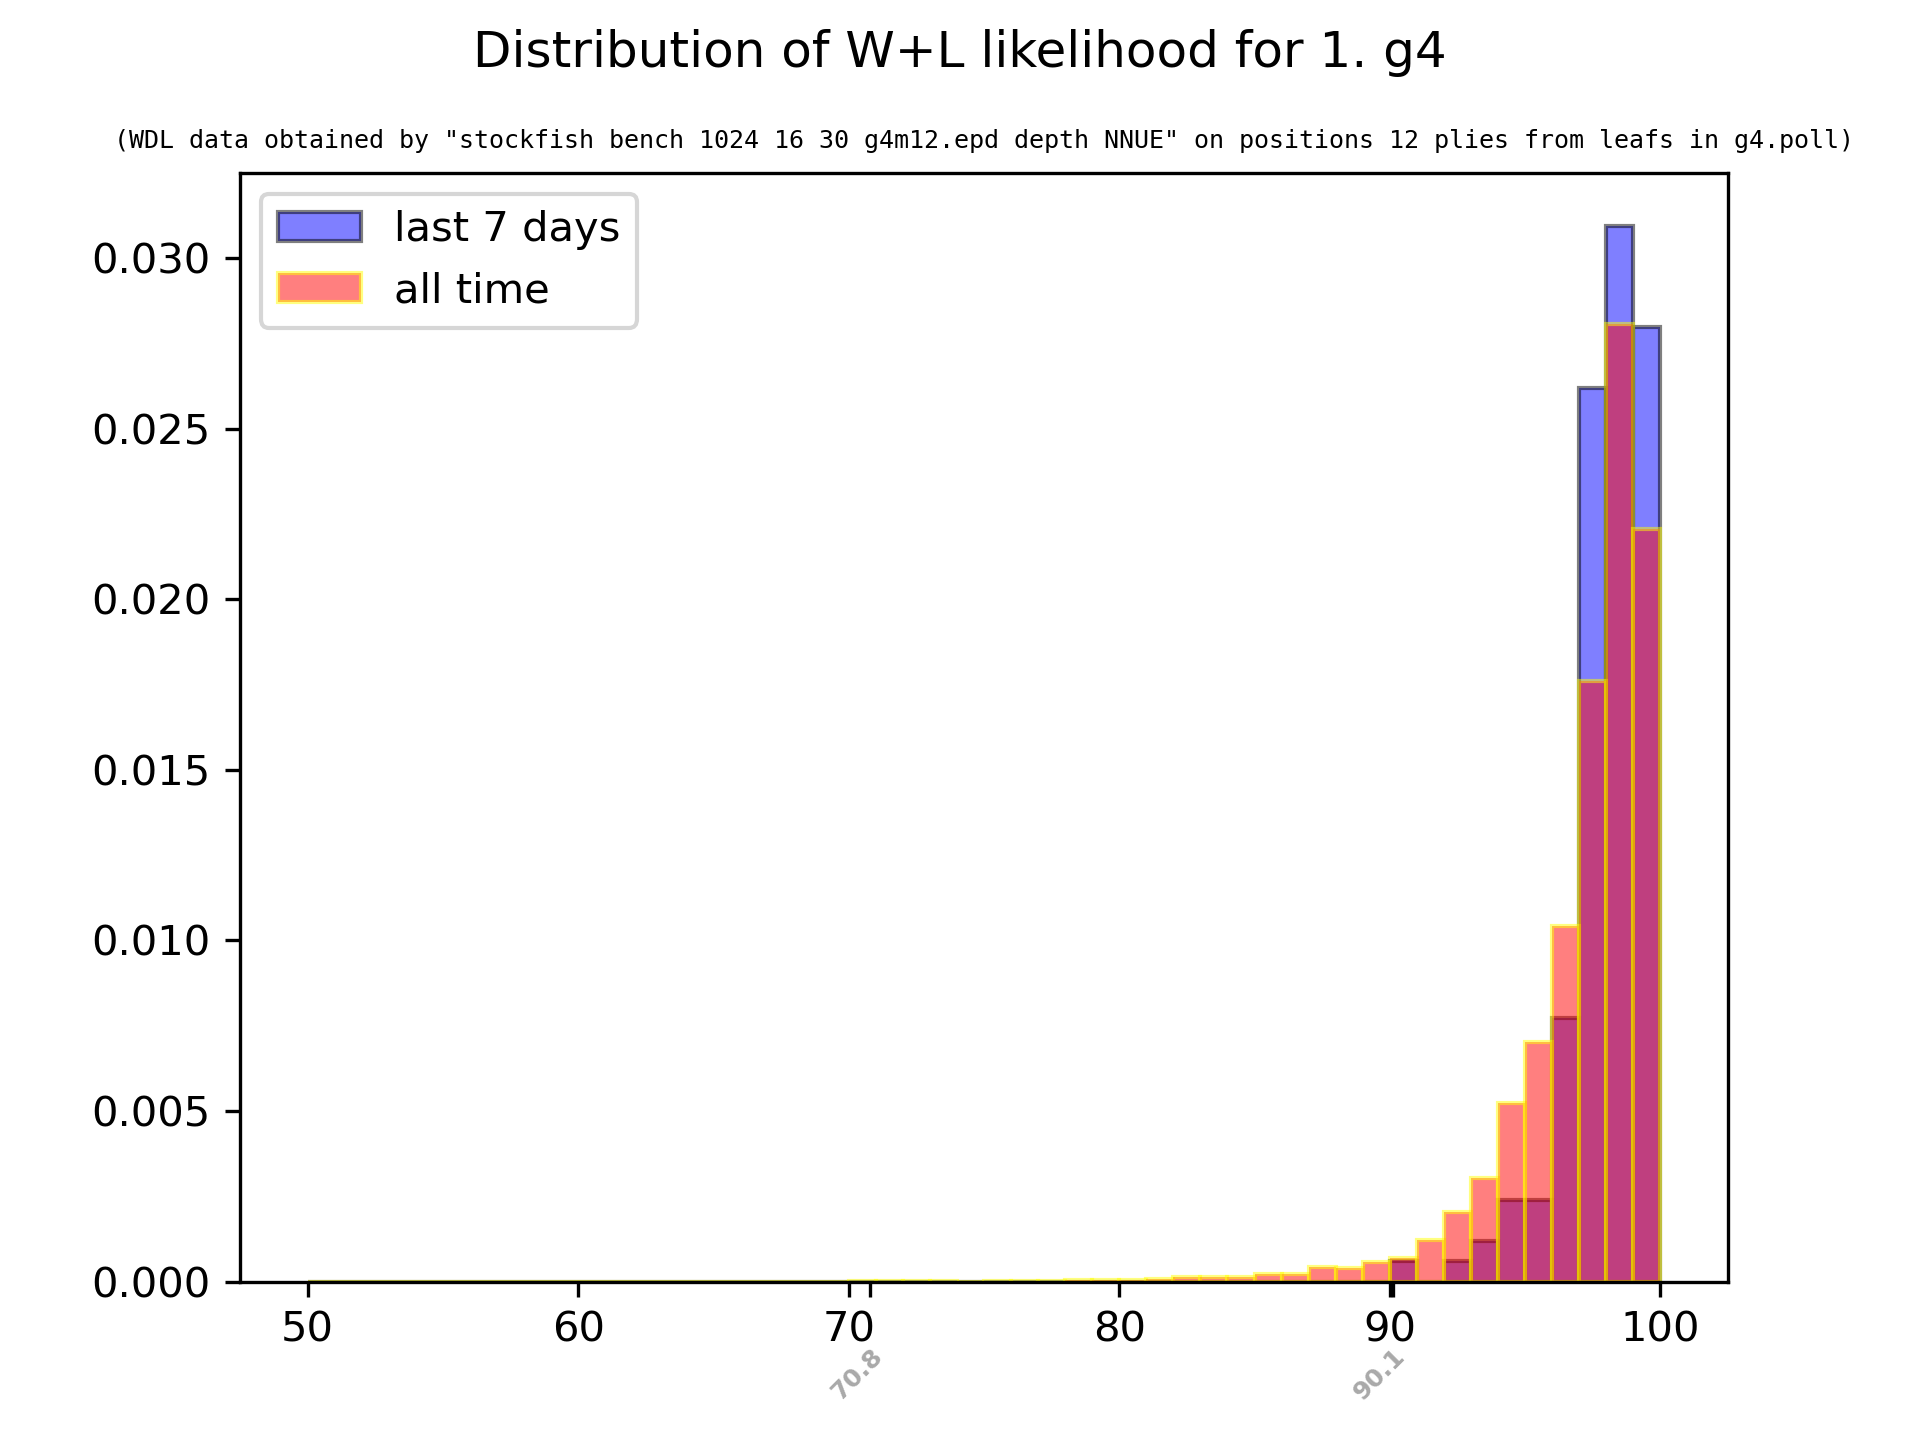 Distribution of W+L likelihood for 1. g4
(WDL data obtained by "stockfish bench 1024 16 30 g4m12.epd depth NNUE" on positions 12 plies from leafs in g4.poll)
last 7 days
all time
0.030
0.025
0.020
0.015
0.010
0.005
0.000
50 60 70 80 90 100
70.8 90.1